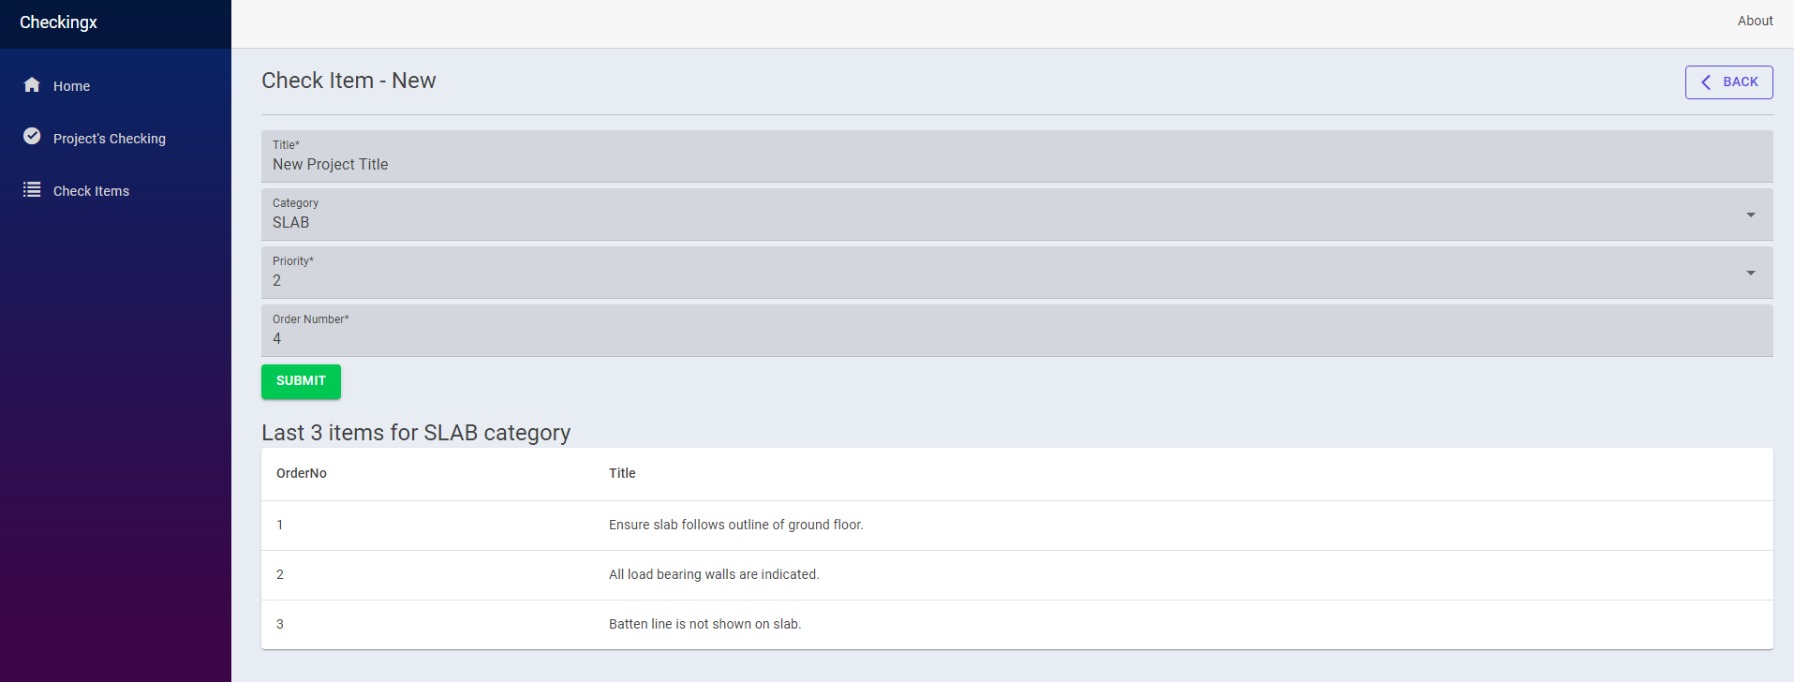 Checkingx
About
Home
Project's Checking
Check Items
Check Item - New
BACK
Title*
New Project Title
Category
SLAB
Priority*
2
Order Number*
4
SUBMIT
Last 3 items for SLAB category
OrderNo Title
1 Ensure slab follows outline of ground floor.
2 All load bearing walls are indicated.
3 Batten line is not shown on slab.